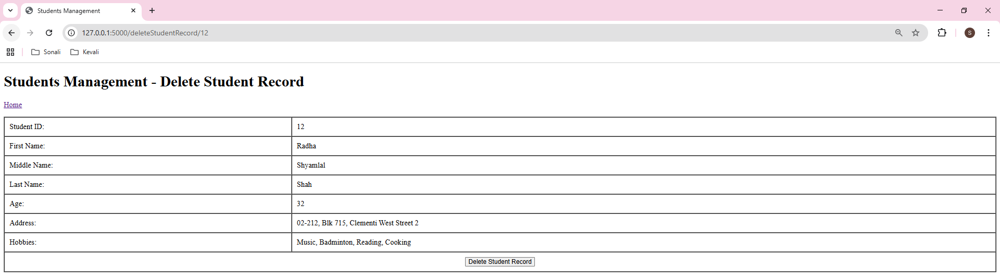 Students Management
127.0.0.1:5000/deleteStudentRecord/12
S
Sonali Kevali
Students Management - Delete Student Record
Home
Student ID: 12
First Name: Radha
Middle Name: Shyamlal
Last Name: Shah
Age: 32
Address: 02-212, Blk 715, Clementi West Street 2
Hobbies: Music, Badminton, Reading, Cooking
Delete Student Record